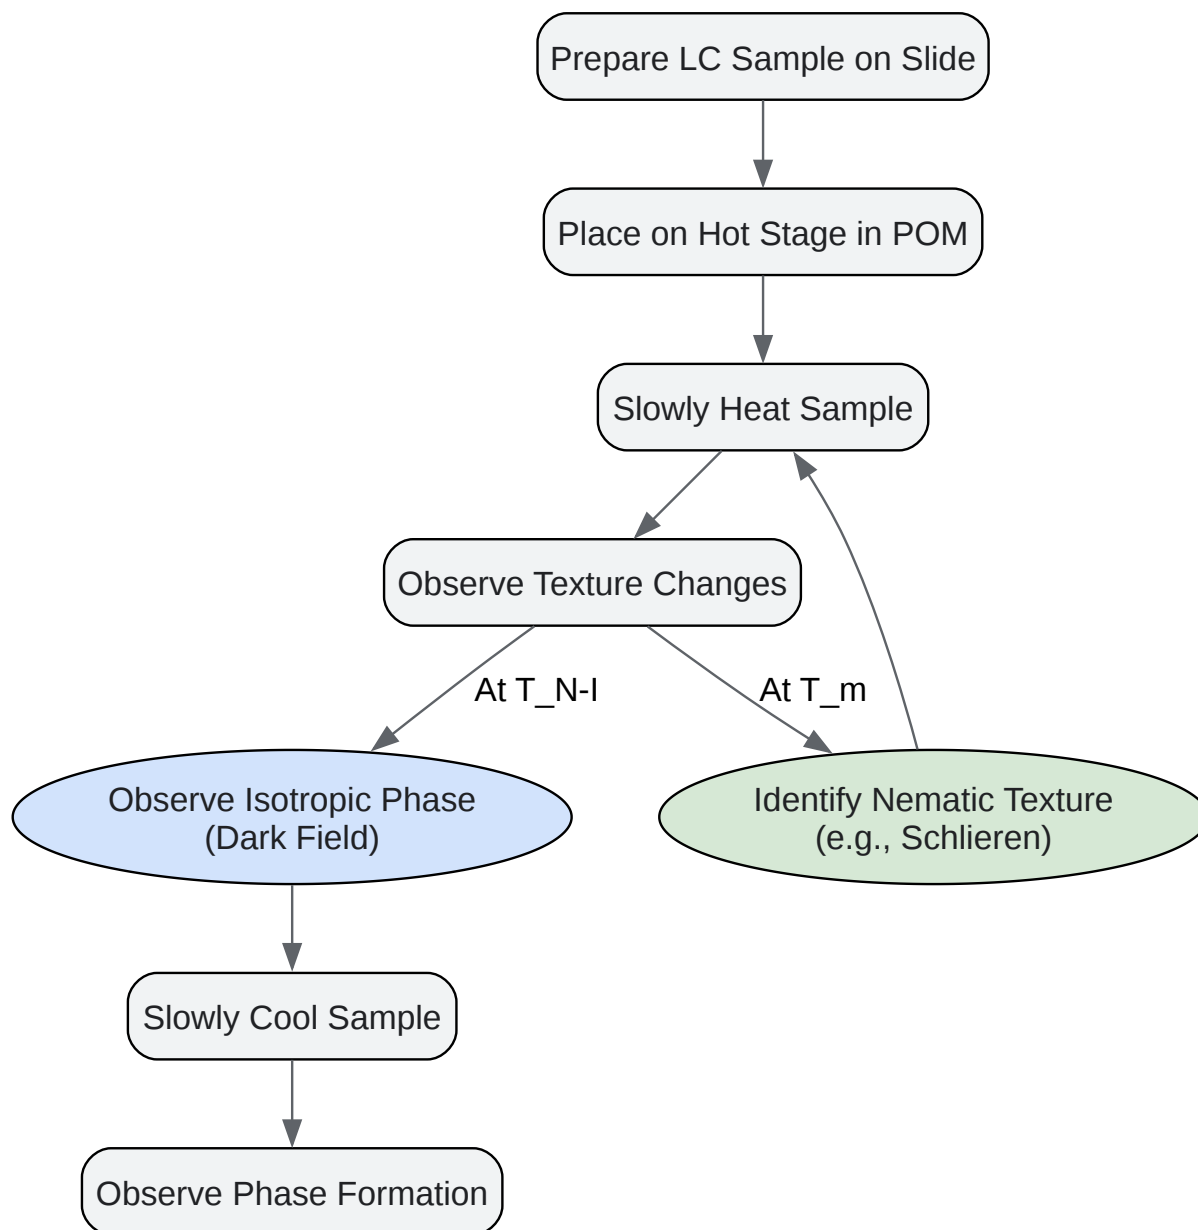 Prepare LC Sample on Slide
Place on Hot Stage in POM
Slowly Heat Sample
Observe Texture Changes
At T_N-I
At T_m
Observe Isotropic Phase
(Dark Field)
Identify Nematic Texture
(e.g., Schlieren)
Slowly Cool Sample
Observe Phase Formation